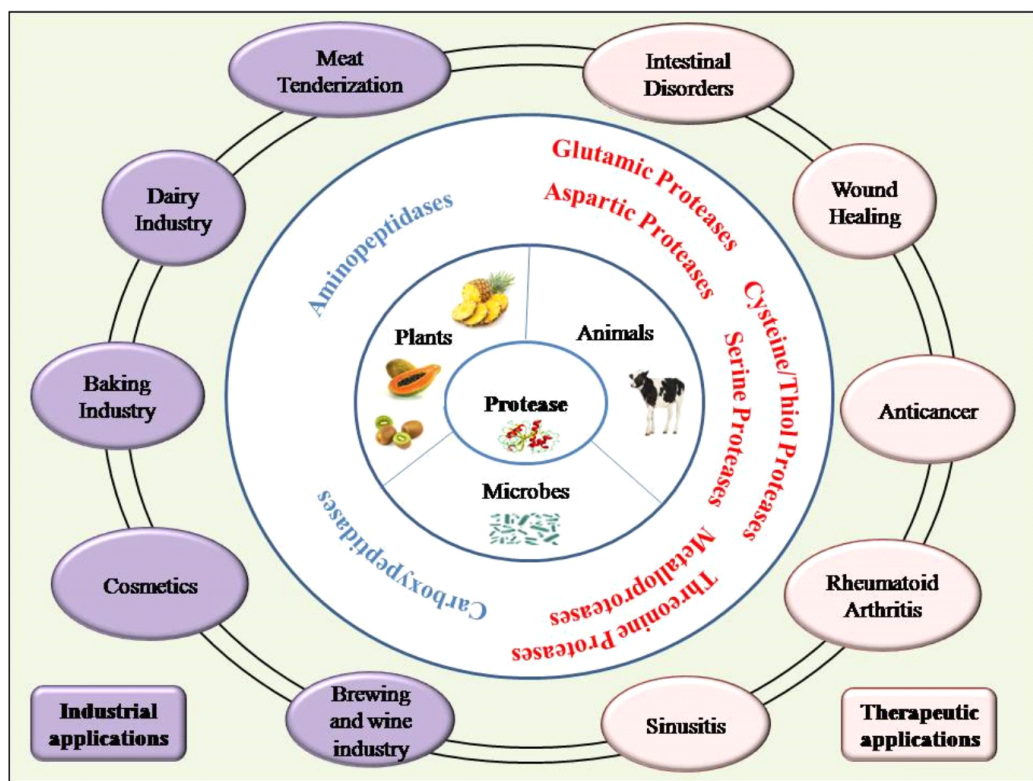 Meat
Tenderization
Intestinal
Disorders
Dairy
Industry
Wound
Healing
Glutamic Proteases
Aspartic Proteases
Aminopeptidases
Cysteine/Thiol Proteases
Serine Proteases
Plants
Animals
Baking
Industry
Protease
Anticancer
Microbes
Carboxypeptidases
Metalloproteases
Threonine Proteases
Cosmetics
Rheumatoid
Arthritis
Brewing
and wine
industry
Sinusitis
Industrial
applications
Therapeutic
applications